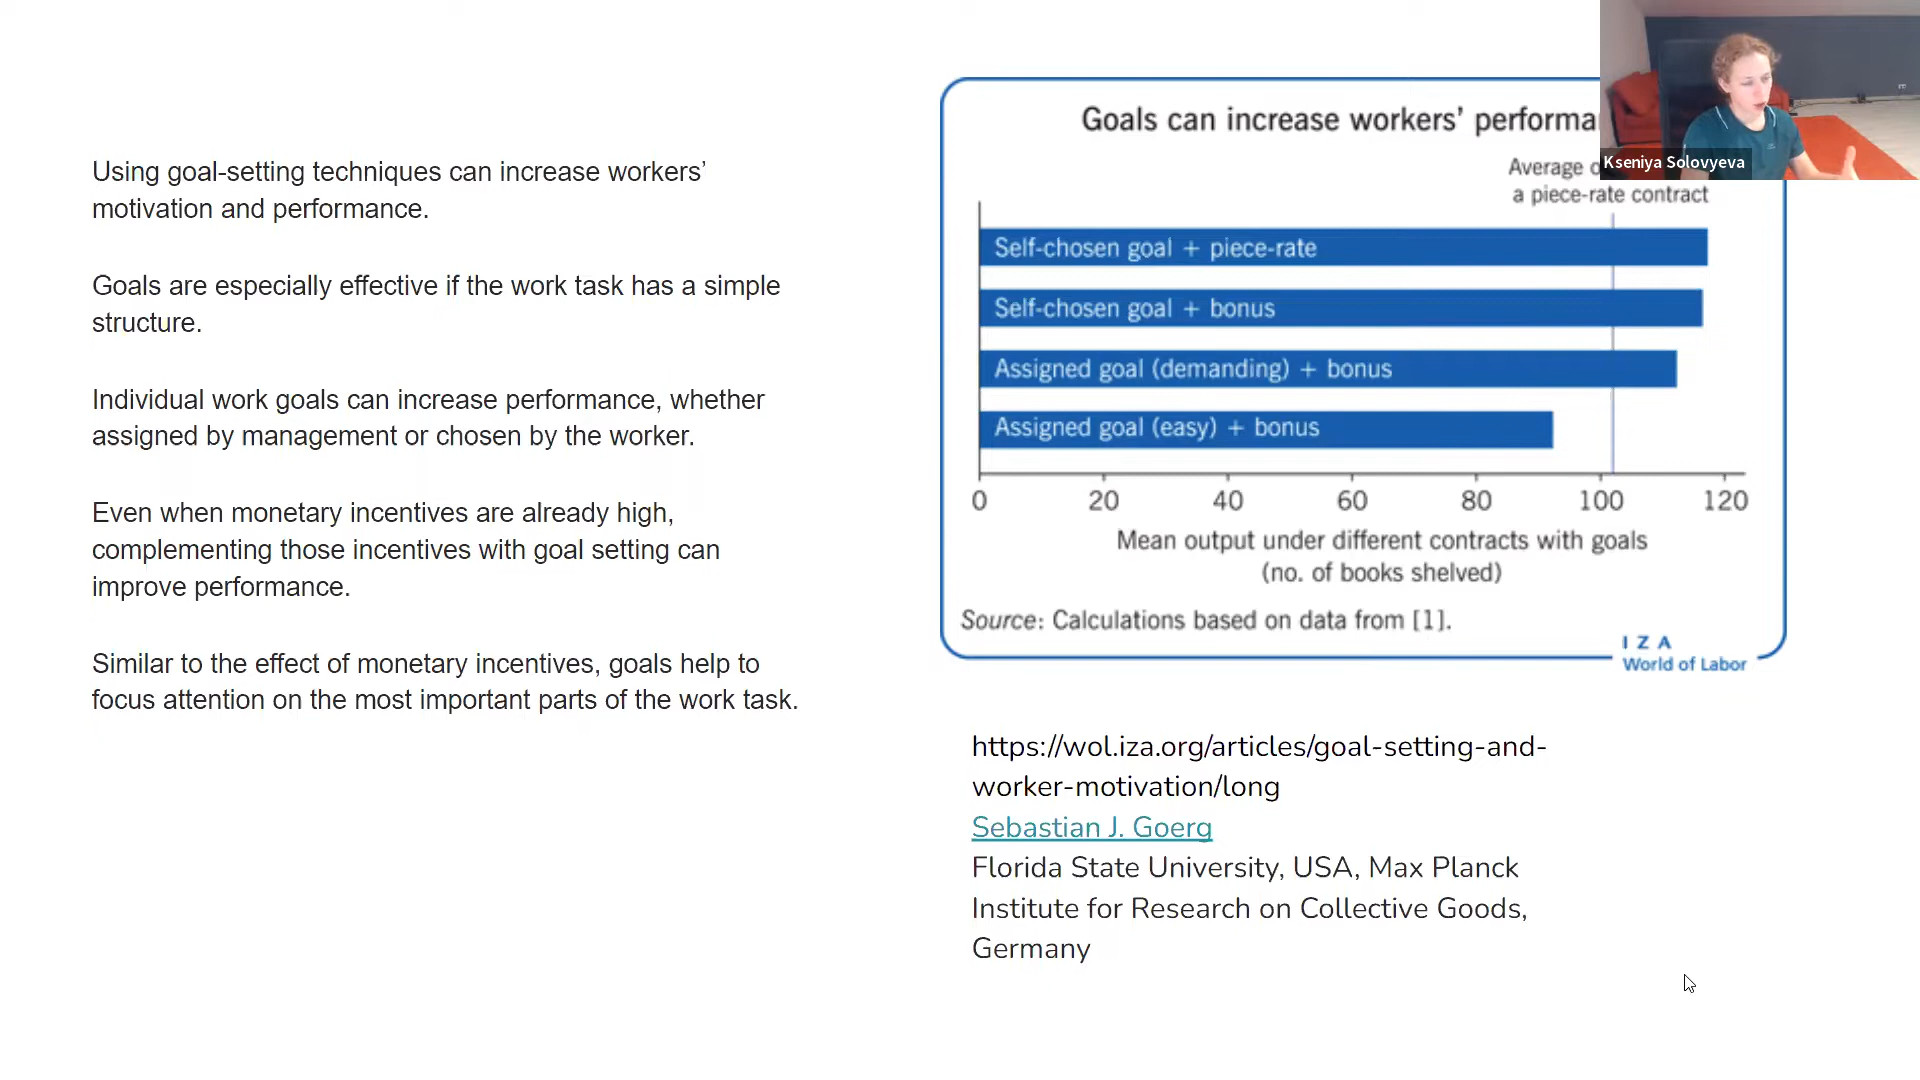 Using goal-setting techniques can increase workers’
motivation and performance.
Goals are especially effective if the work task has a simple
structure.
Individual work goals can increase performance, whether
assigned by management or chosen by the worker.
Even when monetary incentives are already high,
complementing those incentives with goal setting can
improve performance.
Similar to the effect of monetary incentives, goals help to
focus attention on the most important parts of the work task.
Goals can increase workers’
Kseniya Solovyeva
Average
a piece-rate contract
Self-chosen goal + piece-rate
Self-chosen goal + bonus
Assigned goal (demanding) + bonus
Assigned goal (easy) + bonus
0 20 40 60 80 100 120
Mean output under different contracts with goals
(no. of books shelved)
Source: Calculations based on data from [1].
I Z A
World of Labor
https://wol.iza.org/articles/goal-setting-and-
worker-motivation/long
Sebastian J. Goerg
Florida State University, USA, Max Planck
Institute for Research on Collective Goods,
Germany